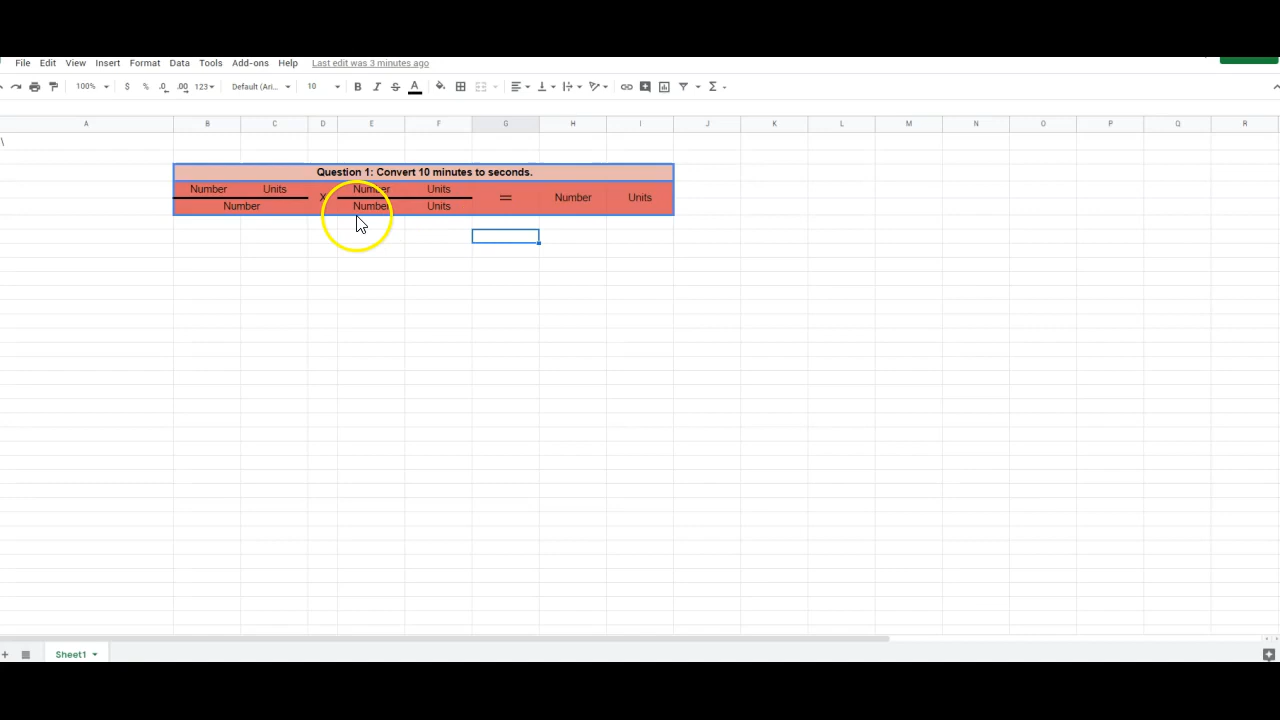 File Edit View Insert Format Data Tools Add-ons Help Last edit was 3 minutes ago
100% $ % .0 .00 123 Default (Ari... 10 B I S A Σ
A B C D E F G H I J K L M N O P Q R
\
Question 1: Convert 10 minutes to seconds.
Number Units X Number Units = Number Units
Number Number Units
Sheet1